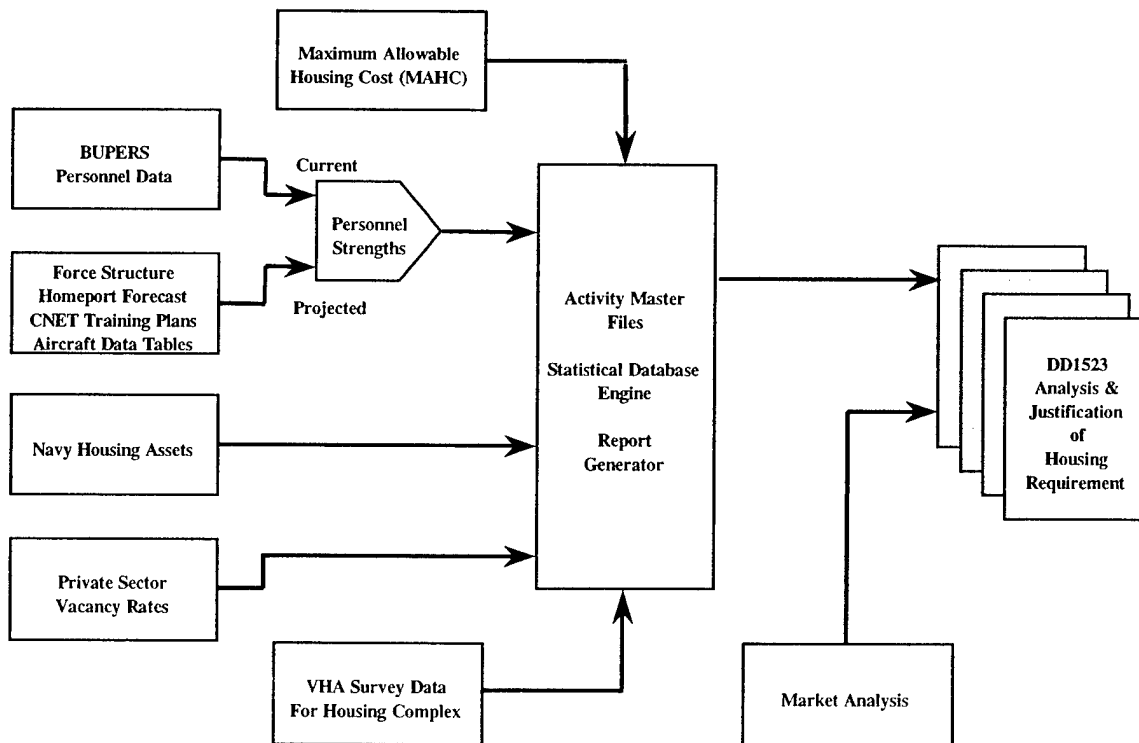 Maximum Allowable
Housing Cost (MAHC)
BUPERS
Personnel Data
Current
Personnel
Strengths
Projected
Force Structure
Homeport Forecast
CNET Training Plans
Aircraft Data Tables
Navy Housing Assets
Private Sector
Vacancy Rates
VHA Survey Data
For Housing Complex
Activity Master
Files
Statistical Database
Engine
Report
Generator
DD1523
Analysis &
Justification
of
Housing
Requirement
Market Analysis